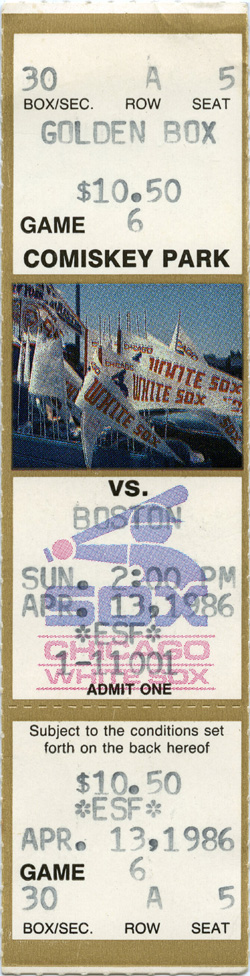 30 A 5
BOX/SEC. ROW SEAT
GOLDEN BOX
$10.50
GAME 6
COMISKEY PARK
CHICAGO
WHITE SOX
WHITE SOX
WHITE SOX
VS.
BOSTON
SUN. 2:00 PM
APR. 13,1986
SOX
*ESF*
CHICAGO
1-11001
WHITE SOX
ADMIT ONE
Subject to the conditions set
forth on the back hereof
$10.50
*ESF*
APR. 13,1986
GAME 6
30 A 5
BOX/SEC. ROW SEAT